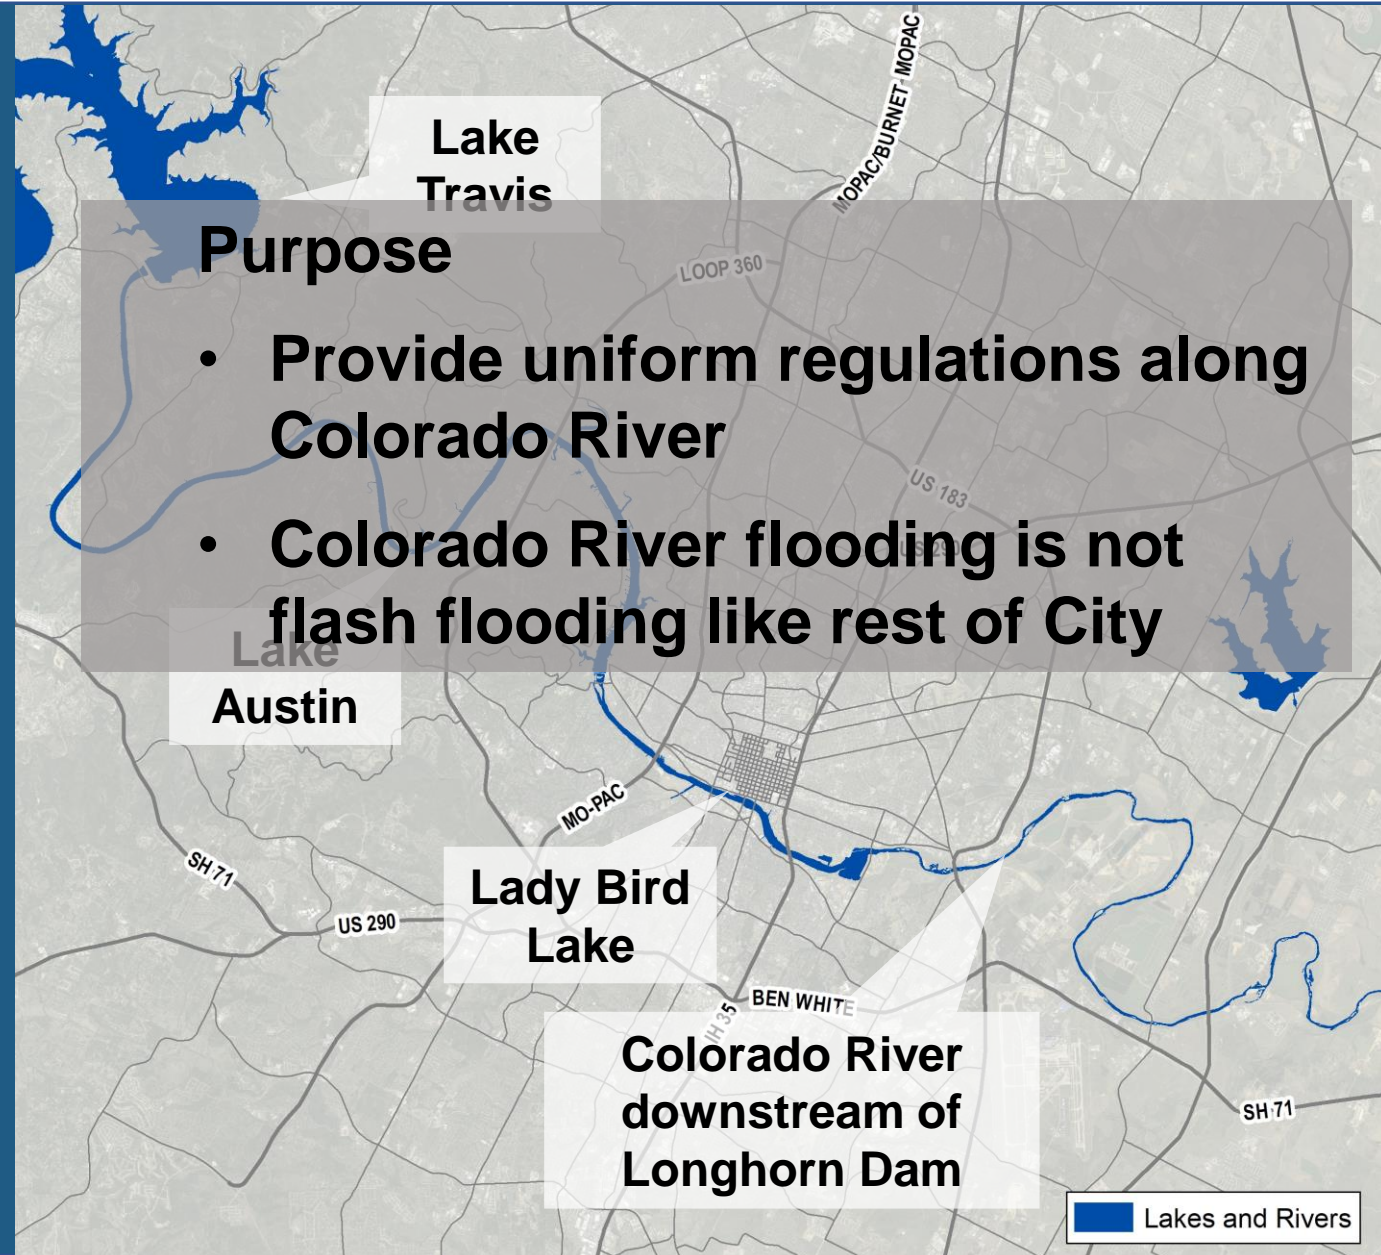 MOPAC/BURNET - MOPAC
Lake
Travis
Purpose
LOOP 360
• Provide uniform regulations along
Colorado River
US 183
• Colorado River flooding is not
US 290
flash flooding like rest of City
Lake
Austin
MO-PAC
SH 71
Lady Bird
Lake
US 290
BEN WHITE
IH 35
Colorado River
downstream of
Longhorn Dam
SH 71
Lakes and Rivers